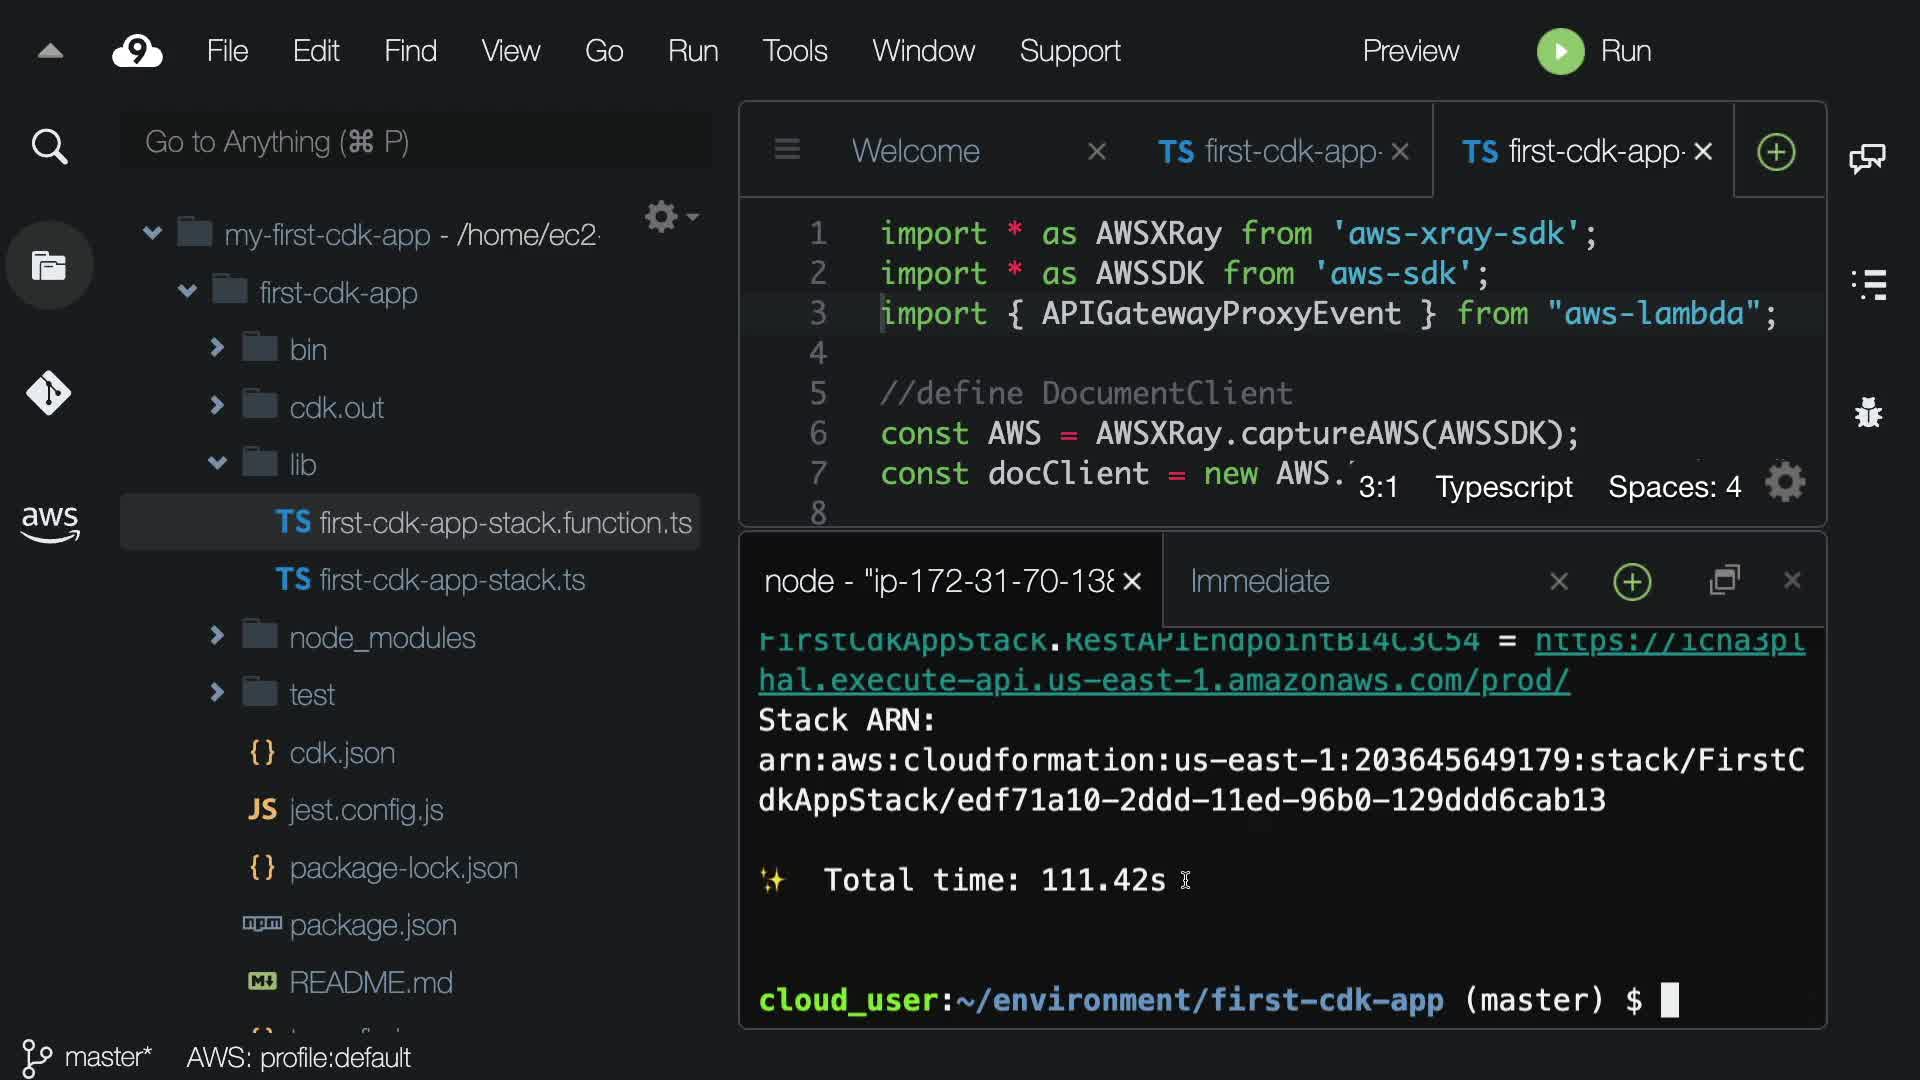 9 File Edit Find View Go Run Tools Window Support Preview Run
Go to Anything (⌘ P)
my-first-cdk-app - /home/ec2-
first-cdk-app
bin
cdk.out
lib
TS first-cdk-app-stack.function.ts
TS first-cdk-app-stack.ts
node_modules
test
{} cdk.json
JS jest.config.js
{} package-lock.json
package.json
README.md
aws
Welcome
TS first-cdk-app-
TS first-cdk-app-
1 import * as AWSXRay from 'aws-xray-sdk';
2 import * as AWSSDK from 'aws-sdk';
3 import { APIGatewayProxyEvent } from "aws-lambda";
4
5 //define DocumentClient
6 const AWS = AWSXRay.captureAWS(AWSSDK);
7 const docClient = new AWS.
8
3:1 Typescript Spaces: 4
node - "ip-172-31-70-138
Immediate
FirstCdkAppStack.RestAPIEndpointB14C3C54 = https://
hal.execute-api.us-east-1.amazonaws.com/prod/
Stack ARN:
arn:aws:cloudformation:us-east-1:203645649179:stack/FirstC
dkAppStack/edf71a10-2ddd-11ed-96b0-129ddd6cab13
✨ Total time: 111.42s
cloud_user:~/environment/first-cdk-app (master) $
master* AWS: profile:default